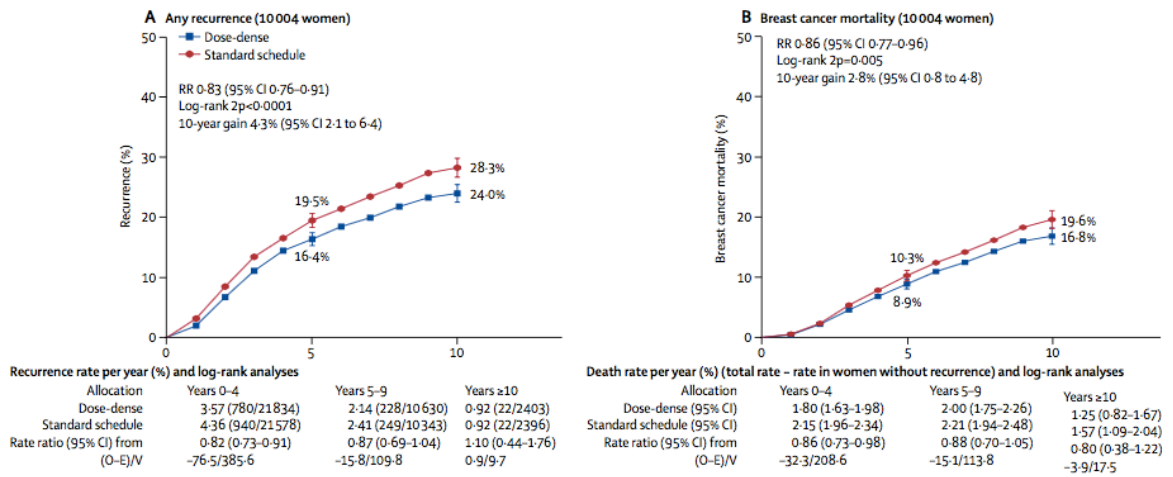 A Any recurrence (10 004 women)
Dose-dense
Standard schedule
RR 0·83 (95% CI 0·76–0·91)
Log-rank 2p<0·0001
10-year gain 4·3% (95% CI 2·1 to 6·4)
Recurrence (%)
50
40
30
20
10
0
19·5%
16·4%
28·3%
24·0%
0 5 10
Recurrence rate per year (%) and log-rank analyses
Allocation Years 0–4 Years 5–9 Years ≥10
Dose-dense 3·57 (780/21 834) 2·14 (228/10 630) 0·92 (22/2403)
Standard schedule 4·36 (940/21 578) 2·41 (249/10 343) 0·92 (22/2396)
Rate ratio (95% CI) from 0·82 (0·73–0·91) 0·87 (0·69–1·04) 1·10 (0·44–1·76)
(O–E)/V –76·5/385·6 –15·8/109·8 0·9/9·7
B Breast cancer mortality (10 004 women)
RR 0·86 (95% CI 0·77–0·96)
Log-rank 2p=0·005
10-year gain 2·8% (95% CI 0·8 to 4·8)
Breast cancer mortality (%)
50
40
30
20
10
0
10·3%
8·9%
19·6%
16·8%
0 5 10
Death rate per year (%) (total rate – rate in women without recurrence) and log-rank analyses
Allocation Years 0–4 Years 5–9 Years ≥10
Dose-dense (95% CI) 1·80 (1·63–1·98) 2·00 (1·75–2·26) 1·25 (0·82–1·67)
Standard schedule (95% CI) 2·15 (1·96–2·34) 2·21 (1·94–2·48) 1·57 (1·09–2·04)
Rate ratio (95% CI) from 0·86 (0·73–0·98) 0·88 (0·70–1·05) 0·80 (0·38–1·22)
(O–E)/V –32·3/208·6 –15·1/113·8 –3·9/17·5